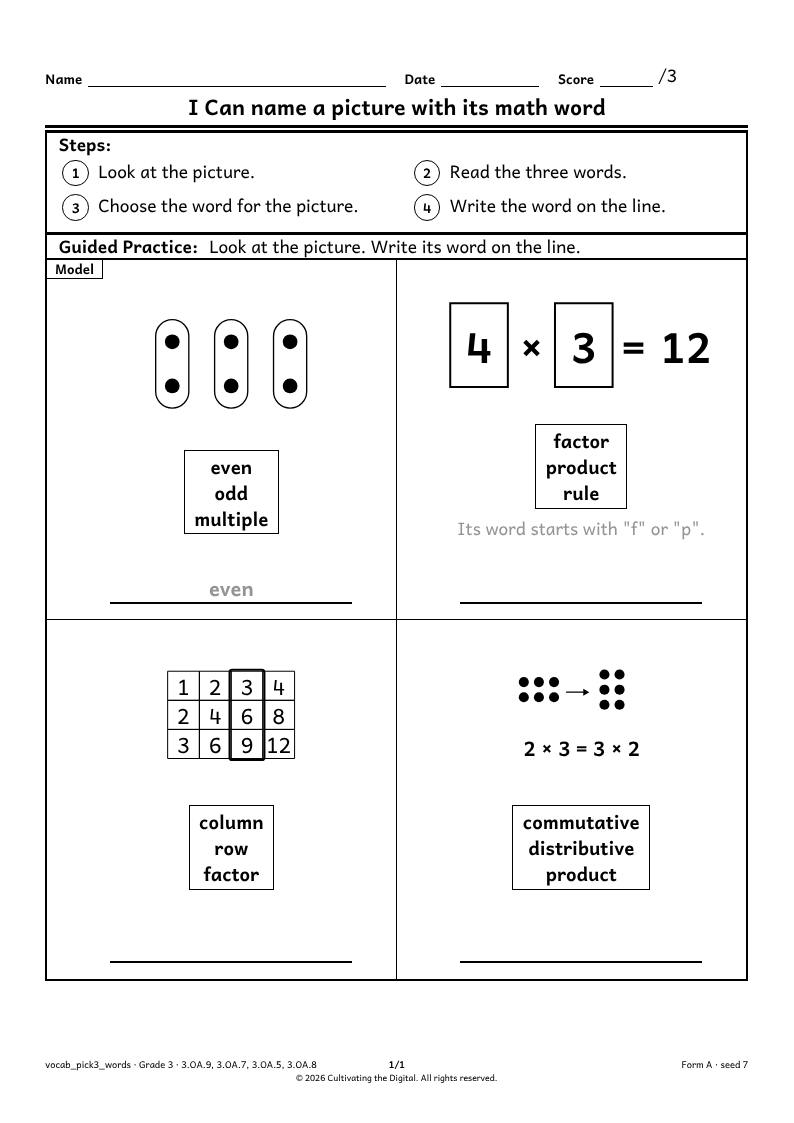 Name Date Score /3
I Can name a picture with its math word
Steps:
1 Look at the picture.
2 Read the three words.
3 Choose the word for the picture.
4 Write the word on the line.
Guided Practice: Look at the picture. Write its word on the line.
Model
even
odd
multiple
even
4 × 3 = 12
factor
product
rule
Its word starts with "f" or "p".
1 2 3 4
2 4 6 8
3 6 9 12
column
row
factor
2 × 3 = 3 × 2
commutative
distributive
product
vocab_pick3_words · Grade 3 · 3.OA.9, 3.OA.7, 3.OA.5, 3.OA.8 1/1 Form A · seed 7
© 2026 Cultivating the Digital. All rights reserved.